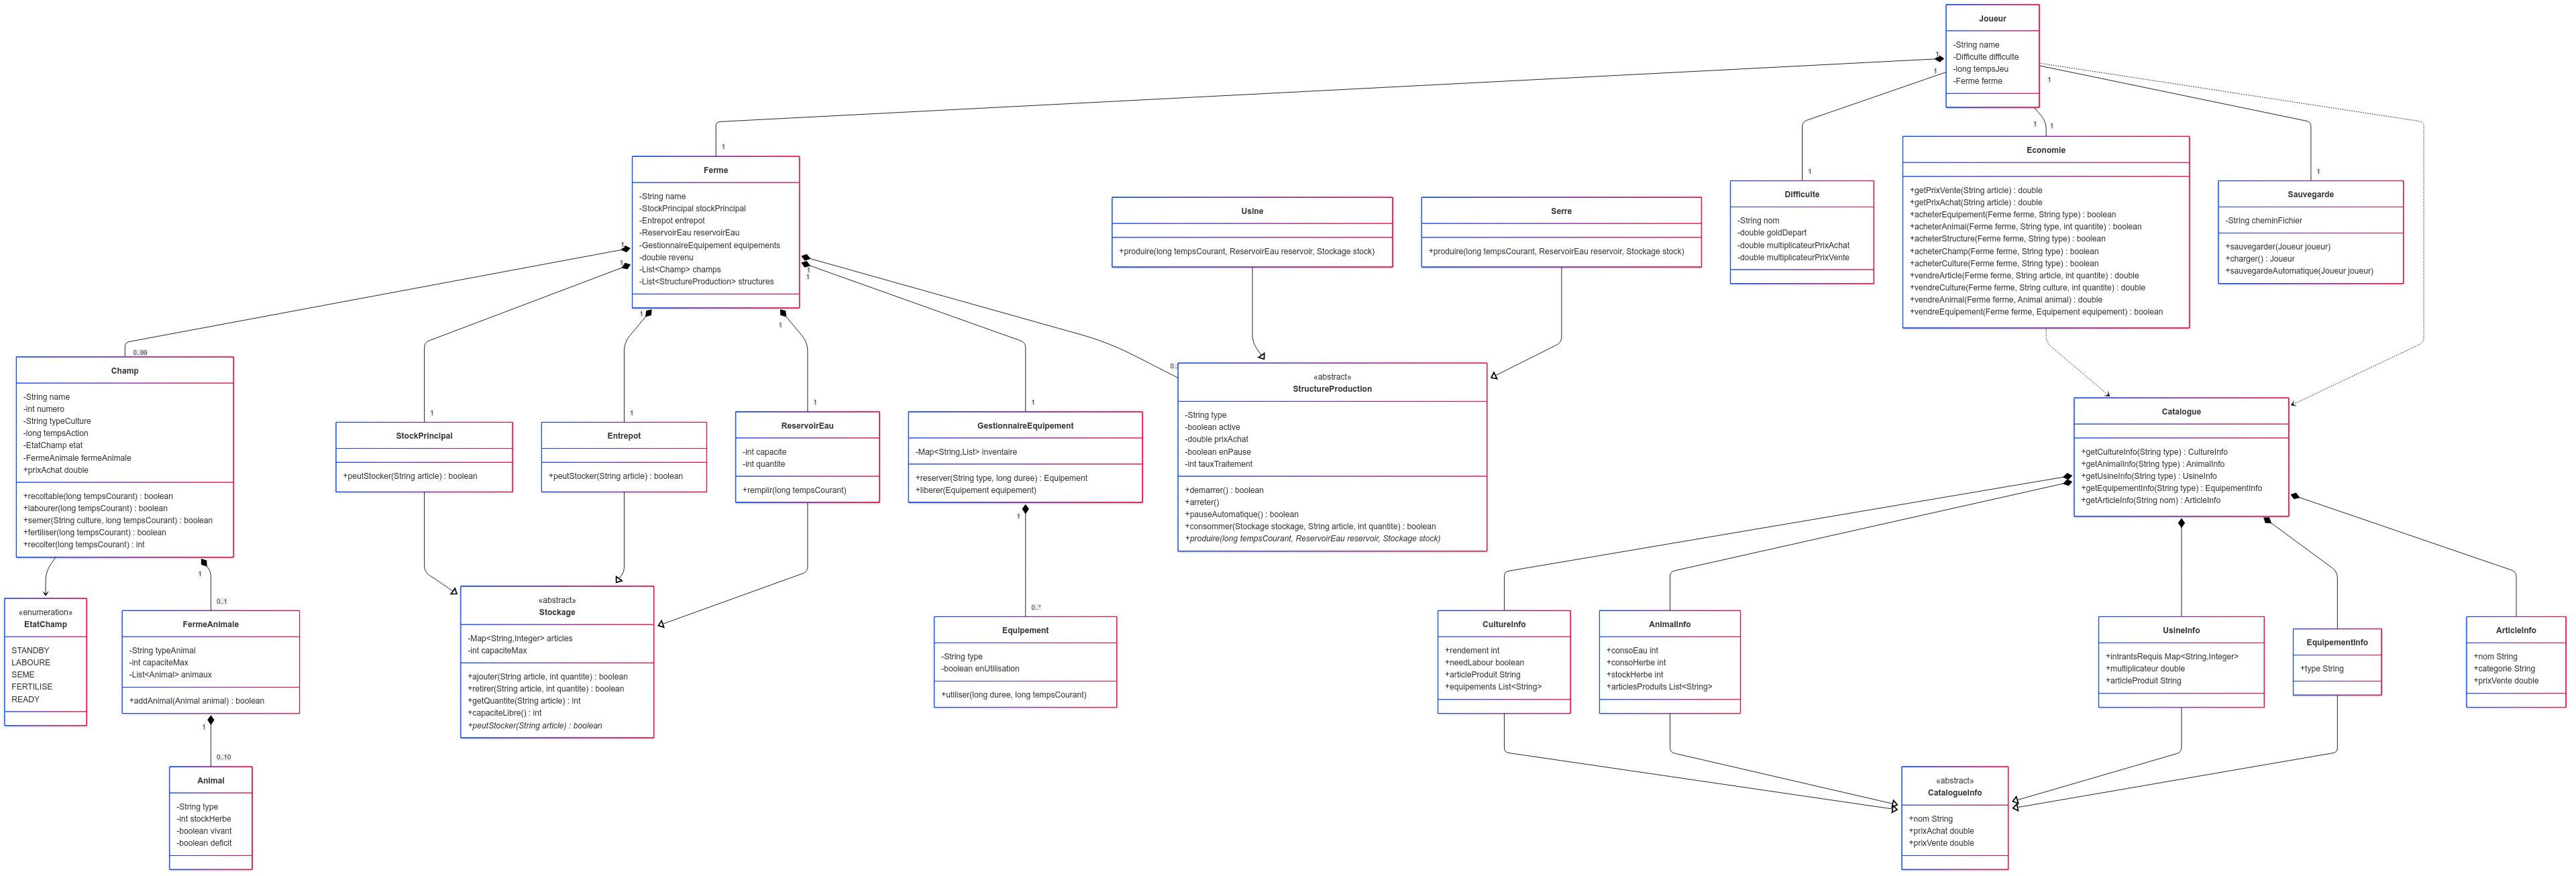 Joueur
-String name
-Difficulte difficulte
-long tempsJeu
-Ferme ferme
1
1
1
1
1
1
1
1
Ferme
-String name
-StockPrincipal stockPrincipal
-Entrepot entrepot
-ReservoirEau reservoirEau
-GestionnaireEquipement equipements
-double revenu
-List<Champ> champs
-List<StructureProduction> structures
1
1
1
1
1
1
Usine
+produire(long tempsCourant, ReservoirEau reservoir, Stockage stock)
Serre
+produire(long tempsCourant, ReservoirEau reservoir, Stockage stock)
Difficulte
-String nom
-double goldDepart
-double multiplicateurPrixAchat
-double multiplicateurPrixVente
Economie
+getPrixVente(String article) : double
+getPrixAchat(String article) : double
+acheterEquipement(Ferme ferme, String type) : boolean
+acheterAnimal(Ferme ferme, String type, int quantite) : boolean
+acheterStructure(Ferme ferme, String type) : boolean
+acheterChamp(Ferme ferme, String type) : boolean
+acheterCulture(Ferme ferme, String type) : boolean
+vendreArticle(Ferme ferme, String article, int quantite) : double
+vendreCulture(Ferme ferme, String culture, int quantite) : double
+vendreAnimal(Ferme ferme, Animal animal) : double
+vendreEquipement(Ferme ferme, Equipement equipement) : boolean
Sauvegarde
-String cheminFichier
+sauvegarder(Joueur joueur)
+charger() : Joueur
+sauvegardeAutomatique(Joueur joueur)
0..99
1
1
1
1
0..
Champ
-String name
-int numero
-String typeCulture
-long tempsAction
-EtatChamp etat
-FermeAnimale fermeAnimale
+prixAchat double
+recoltable(long tempsCourant) : boolean
+labourer(long tempsCourant) : boolean
+semer(String culture, long tempsCourant) : boolean
+fertiliser(long tempsCourant) : boolean
+recolter(long tempsCourant) : int
StockPrincipal
+peutStocker(String article) : boolean
Entrepot
+peutStocker(String article) : boolean
ReservoirEau
-int capacite
-int quantite
+remplir(long tempsCourant)
GestionnaireEquipement
-Map<String,List> inventaire
+reserver(String type, long duree) : Equipement
+liberer(Equipement equipement)
«abstract»
StructureProduction
-String type
-boolean active
-double prixAchat
-boolean enPause
-int tauxTraitement
+demarrer() : boolean
+arreter()
+pauseAutomatique() : boolean
+consommer(Stockage stockage, String article, int quantite) : boolean
+produire(long tempsCourant, ReservoirEau reservoir, Stockage stock)
Catalogue
+getCultureInfo(String type) : CultureInfo
+getAnimalInfo(String type) : AnimalInfo
+getUsineInfo(String type) : UsineInfo
+getEquipementInfo(String type) : EquipementInfo
+getArticleInfo(String nom) : ArticleInfo
1
0..1
1
0..*
«enumeration»
EtatChamp
STANDBY
LABOURE
SEME
FERTILISE
READY
FermeAnimale
-String typeAnimal
-int capaciteMax
-List<Animal> animaux
+addAnimal(Animal animal) : boolean
1
0..10
«abstract»
Stockage
-Map<String,Integer> articles
-int capaciteMax
+ajouter(String article, int quantite) : boolean
+retirer(String article, int quantite) : boolean
+getQuantite(String article) : int
+capaciteLibre() : int
+peutStocker(String article) : boolean
Equipement
-String type
-boolean enUtilisation
+utiliser(long duree, long tempsCourant)
CultureInfo
+rendement int
+needLabour boolean
+articleProduit String
+equipements List<String>
AnimalInfo
+consoEau int
+consoHerbe int
+stockHerbe int
+articlesProduits List<String>
UsineInfo
+intrantsRequis Map<String,Integer>
+multiplicateur double
+articleProduit String
EquipementInfo
+type String
ArticleInfo
+nom String
+categorie String
+prixVente double
Animal
-String type
-int stockHerbe
-boolean vivant
-boolean deficit
«abstract»
CatalogueInfo
+nom String
+prixAchat double
+prixVente double